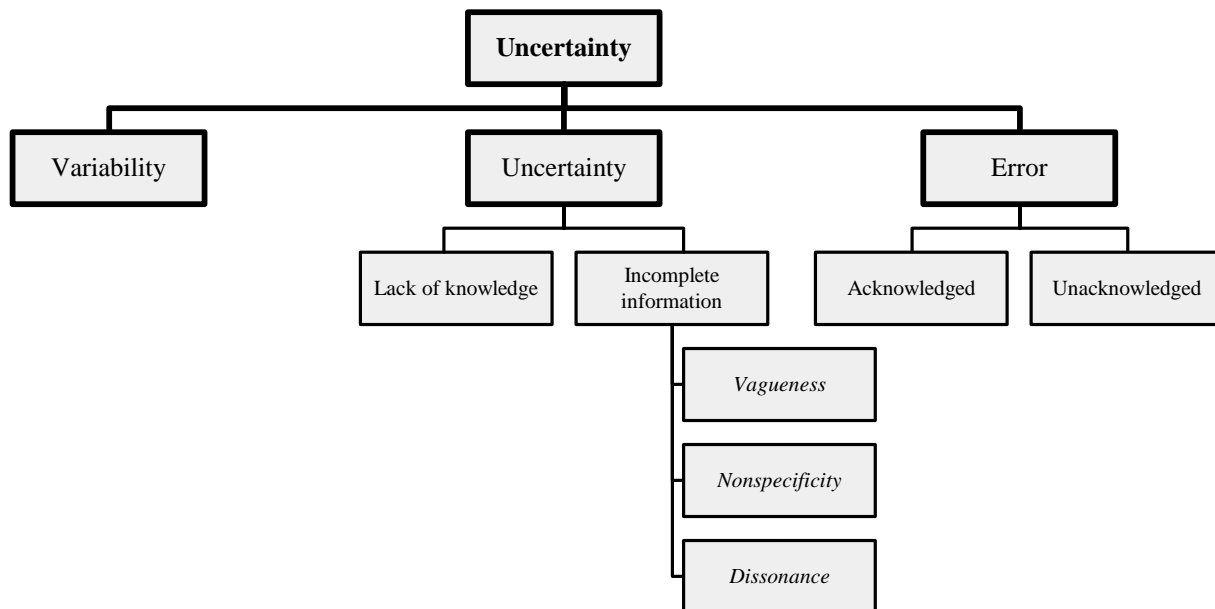 Uncertainty
Variability
Uncertainty
Error
Lack of knowledge
Incomplete
information
Acknowledged
Unacknowledged
Vagueness
Nonspecificity
Dissonance